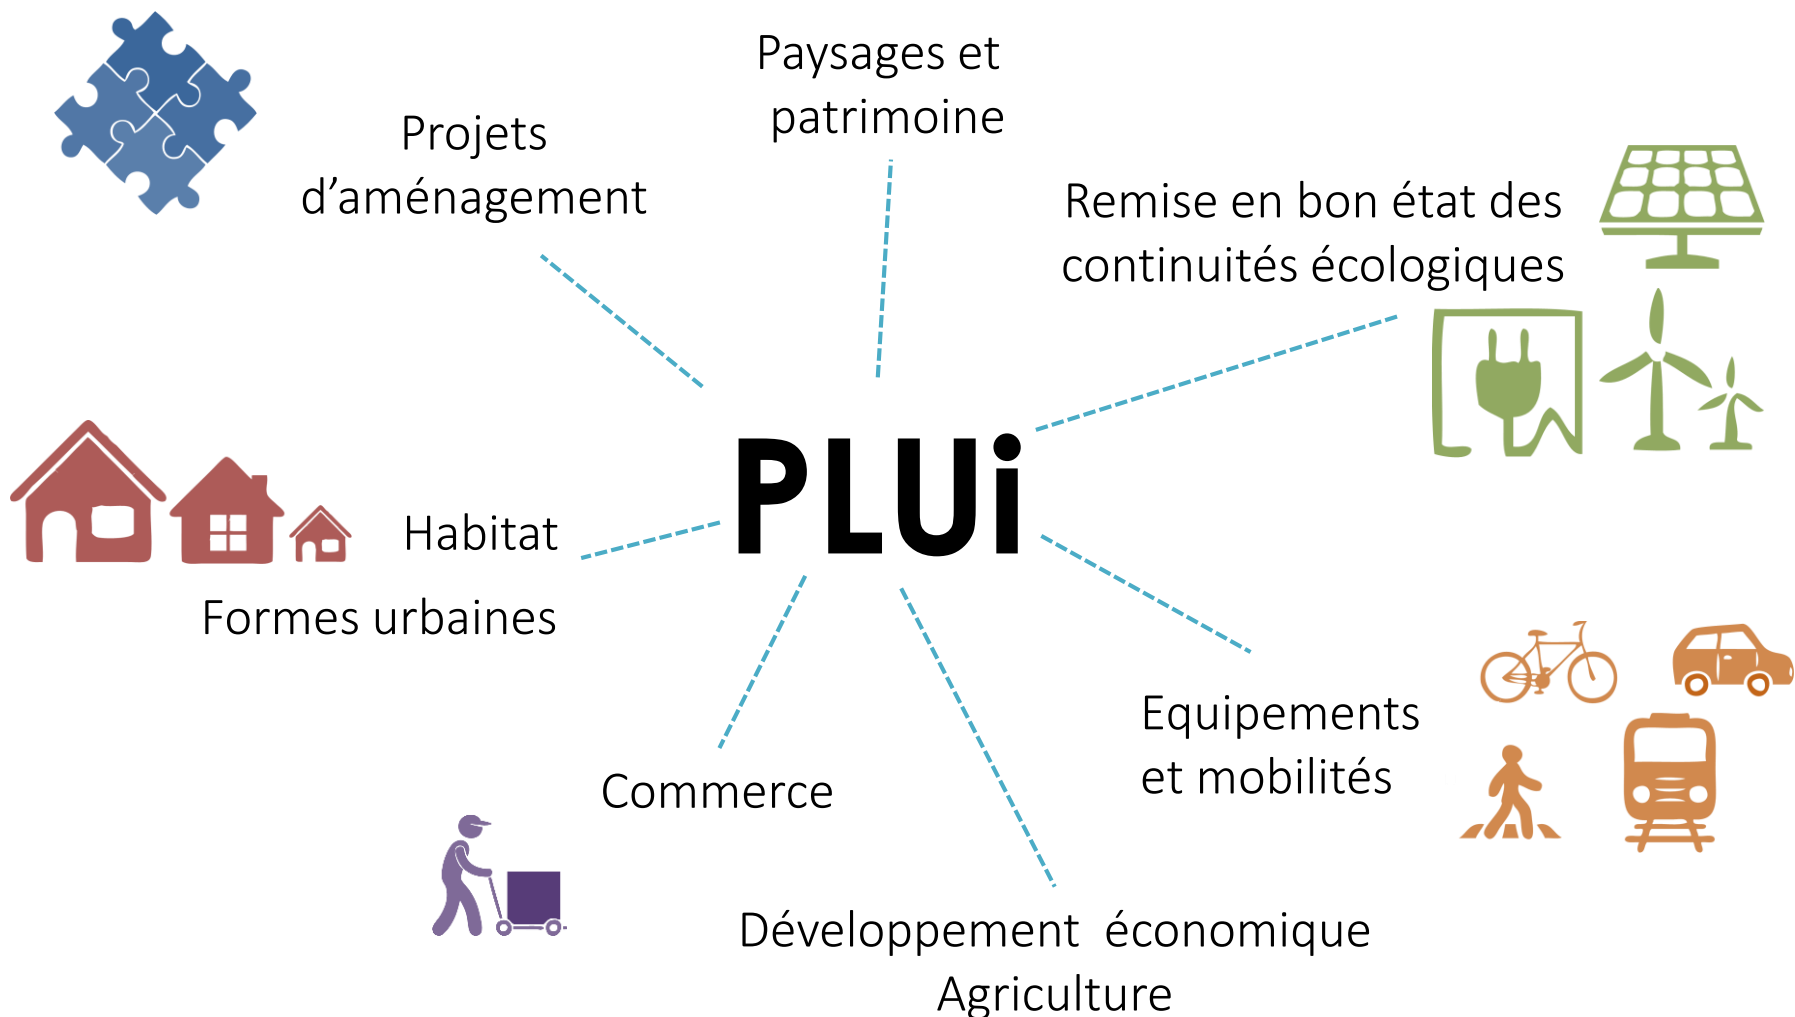 Paysages et
patrimoine
Projets
d’aménagement
Remise en bon état des
continuités écologiques
PLUi
Habitat
Formes urbaines
Equipements
et mobilités
Commerce
Développement économique
Agriculture